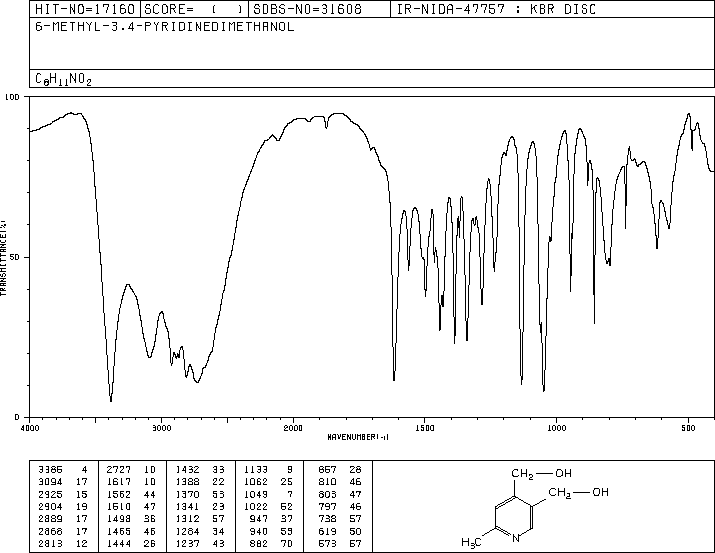 HIT-NO=17160 SCORE= ( ) SDBS-NO=31608 IR-NIDA-47757 : KBR DISC
6-METHYL-3.4-PYRIDINEDIMETHANOL
C8H11NO2
100
TRANSMITTANCE(%)
50
0
4000 3000 2000 1500 1000 500
WAVENUMBER(-1)
3385 4 2727 10 1432 33 1133 9 857 28
3094 17 1617 10 1388 22 1062 25 810 46
2925 15 1562 44 1370 55 1049 7 803 47
2904 19 1510 47 1341 23 1022 52 797 46
2889 17 1498 36 1312 57 947 37 738 57
2868 17 1465 46 1284 34 940 59 619 50
2813 12 1444 26 1237 43 882 70 573 57
CH2—OH
CH2—OH
H3C N